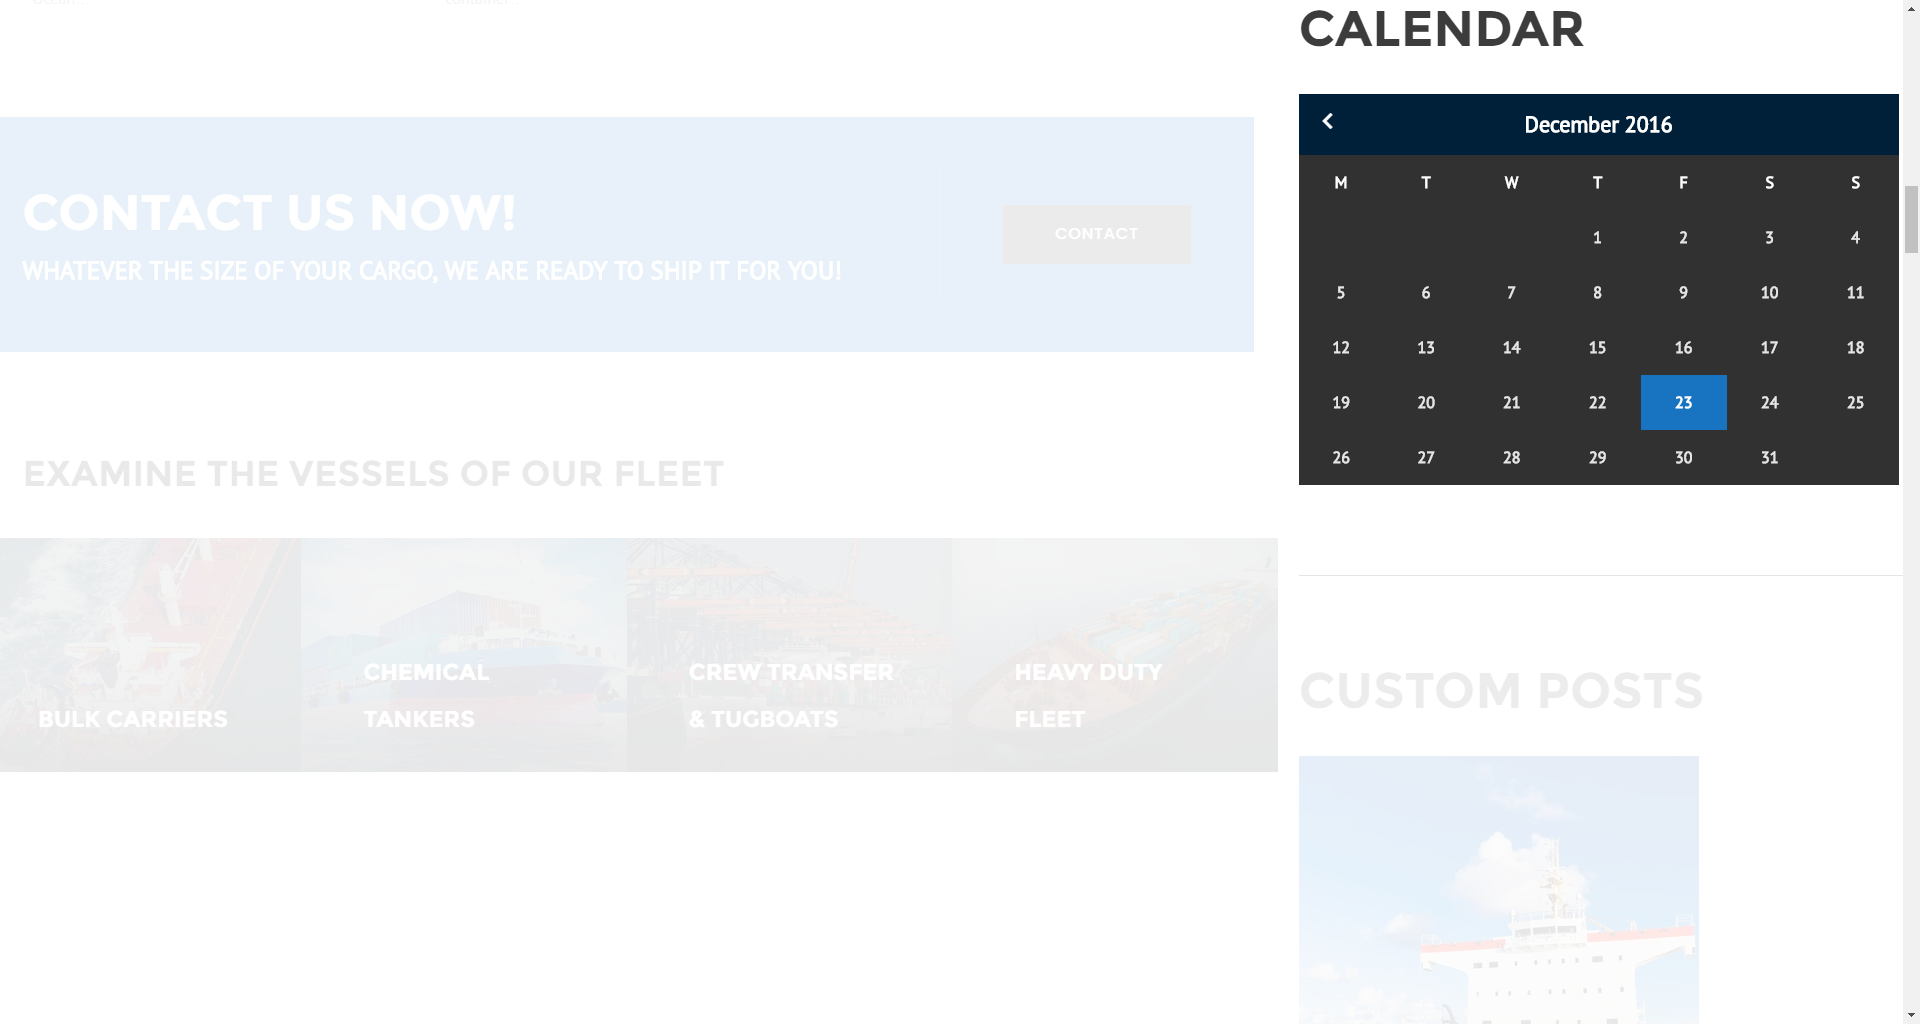 CONTACT US NOW!
WHATEVER THE SIZE OF YOUR CARGO, WE ARE READY TO SHIP IT FOR YOU!
CONTACT
EXAMINE THE VESSELS OF OUR FLEET
BULK CARRIERS
CHEMICAL
TANKERS
CREW TRANSFER
& TUGBOATS
HEAVY DUTY
FLEET
CALENDAR
December 2016
M T W T F S S
1 2 3 4
5 6 7 8 9 10 11
12 13 14 15 16 17 18
19 20 21 22 23 24 25
26 27 28 29 30 31
CUSTOM POSTS